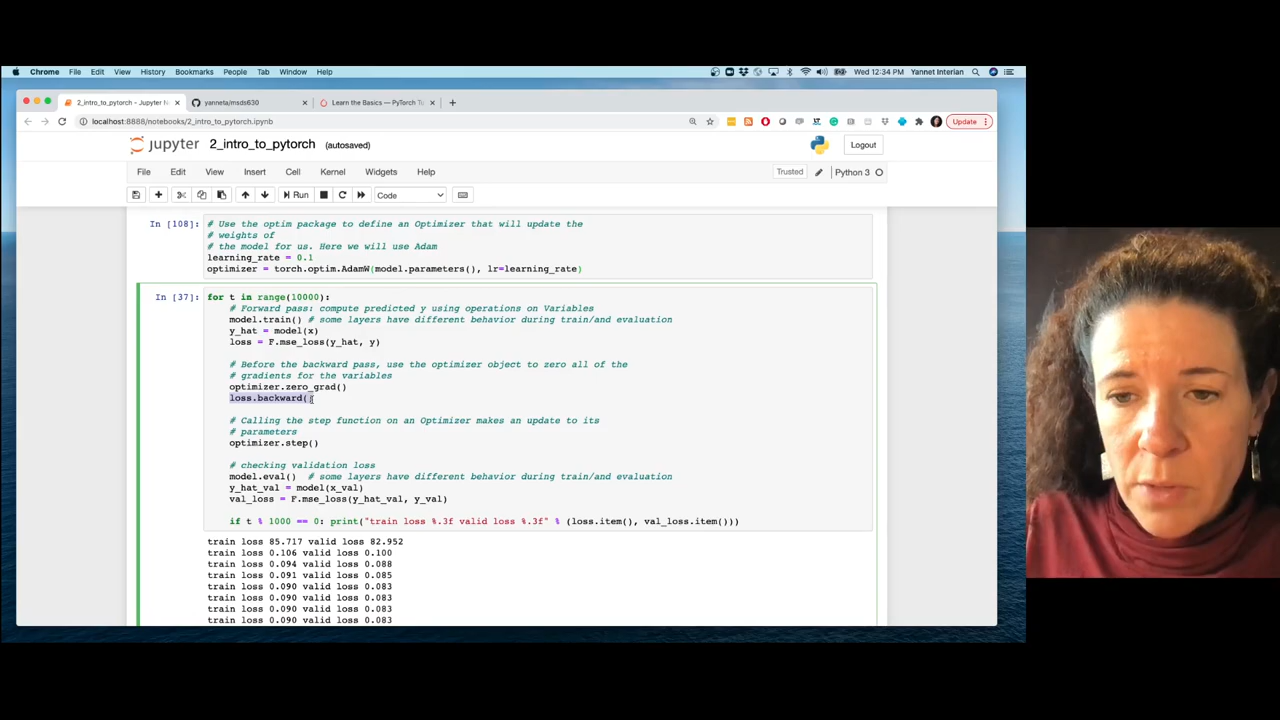 Chrome File Edit View History Bookmarks People Tab Window Help Wed 12:34 PM Yannet Interian
2_intro_to_pytorch - Jupyter N
yanneta/msds630
Learn the Basics — PyTorch Tu
localhost:8888/notebooks/2_intro_to_pytorch.ipynb
Update
jupyter 2_intro_to_pytorch (autosaved)
Logout
File Edit View Insert Cell Kernel Widgets Help
Trusted
Python 3
Run
Code
In [108]:
# Use the optim package to define an Optimizer that will update the
# weights of
# the model for us. Here we will use Adam
learning_rate = 0.1
optimizer = torch.optim.AdamW(model.parameters(), lr=learning_rate)
In [37]:
for t in range(10000):
# Forward pass: compute predicted y using operations on Variables
model.train() # some layers have different behavior during train/and evaluation
y_hat = model(x)
loss = F.mse_loss(y_hat, y)
# Before the backward pass, use the optimizer object to zero all of the
# gradients for the variables
optimizer.zero_grad()
loss.backward()
# Calling the step function on an Optimizer makes an update to its
# parameters
optimizer.step()
# checking validation loss
model.eval() # some layers have different behavior during train/and evaluation
y_hat_val = model(x_val)
val_loss = F.mse_loss(y_hat_val, y_val)
if t % 1000 == 0: print("train loss %.3f valid loss %.3f" % (loss.item(), val_loss.item()))
train loss 85.717 valid loss 82.952
train loss 0.106 valid loss 0.100
train loss 0.094 valid loss 0.088
train loss 0.091 valid loss 0.085
train loss 0.090 valid loss 0.083
train loss 0.090 valid loss 0.083
train loss 0.090 valid loss 0.083
train loss 0.090 valid loss 0.083